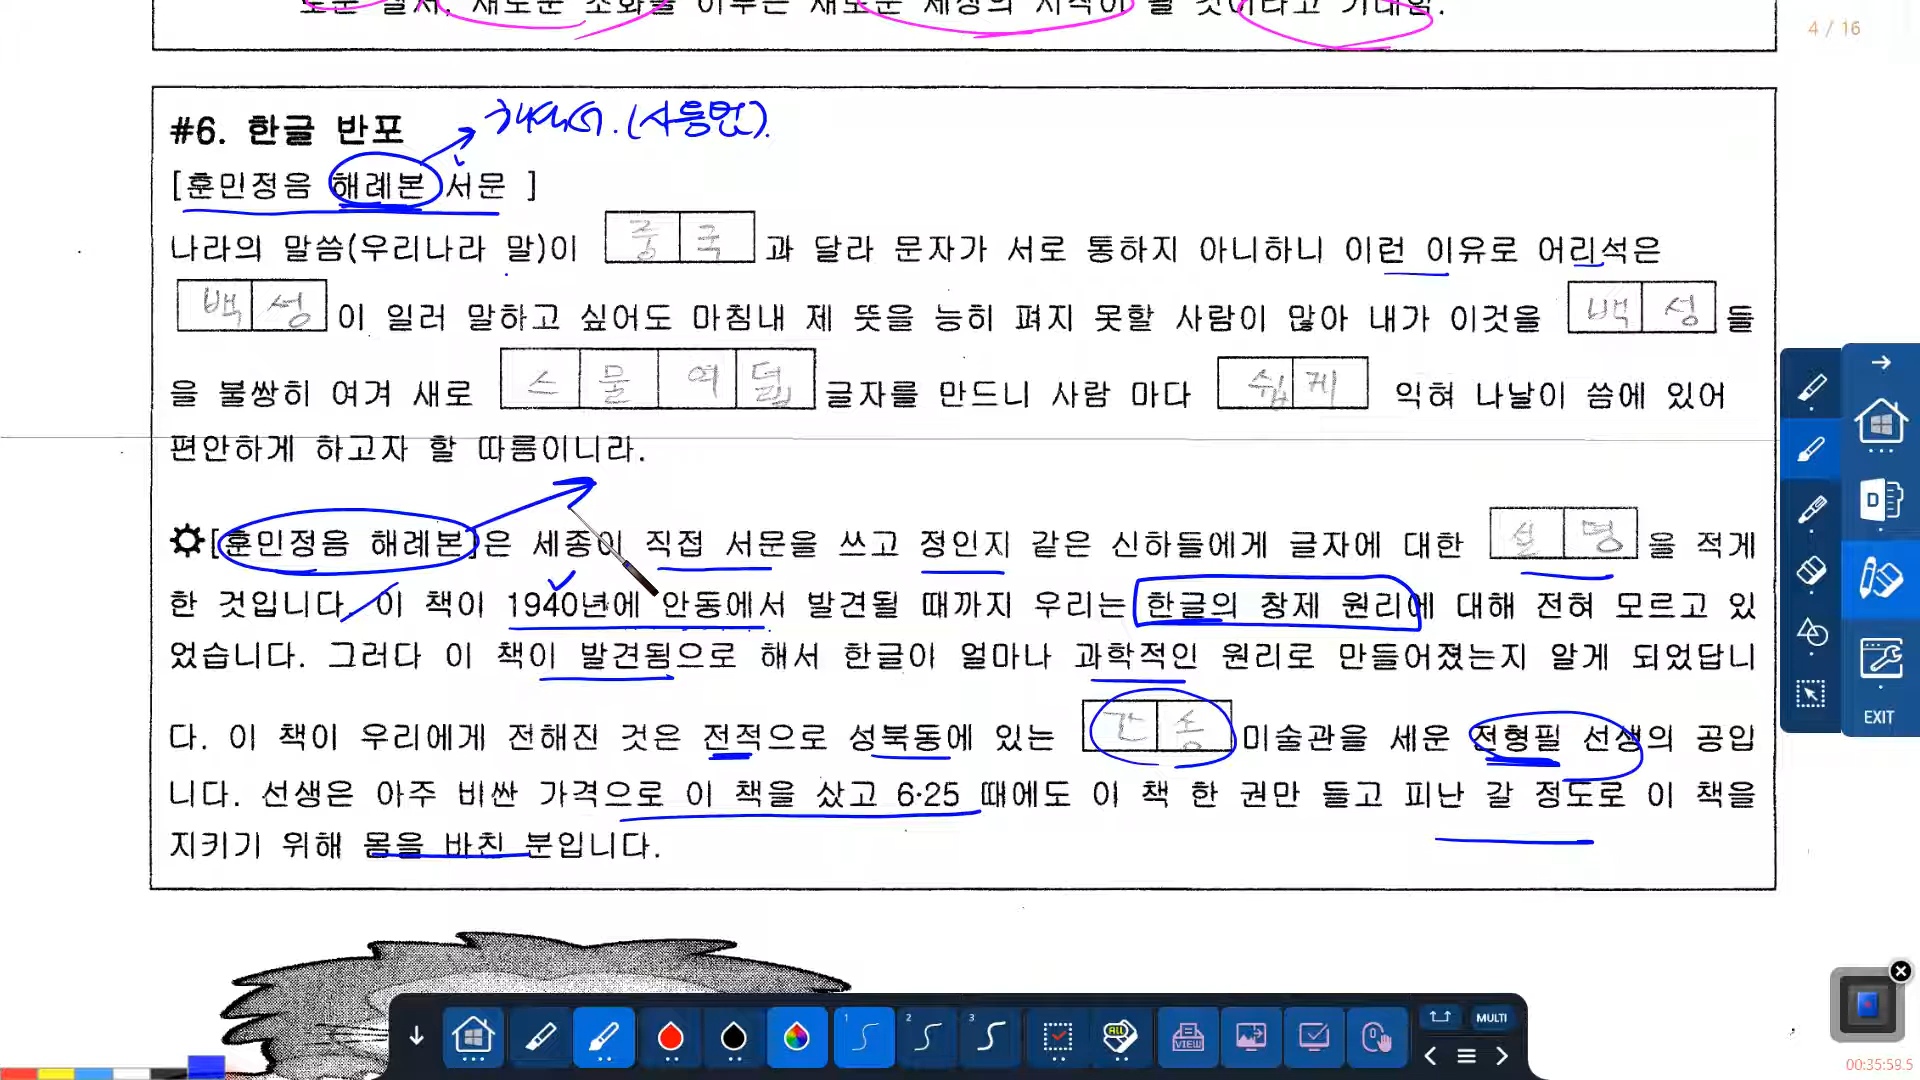 4 / 16
#6. 한글 반포
(사용법).
[훈민정음 해례본 서문 ]
나라의 말씀(우리나라 말)이 중국 과 달라 문자가 서로 통하지 아니하니 이런 이유로 어리석은
백성 이 일러 말하고 싶어도 마침내 제 뜻을 능히 펴지 못할 사람이 많아 내가 이것을 백성 들
을 불쌍히 여겨 새로 스물여덟 글자를 만드니 사람 마다 쉽게 익혀 나날이 씀에 있어
편안하게 하고자 할 따름이니라.
[훈민정음 해례본]은 세종이 직접 서문을 쓰고 정인지 같은 신하들에게 글자에 대한 설명 을 적게
한 것입니다. 이 책이 1940년에 안동에서 발견될 때까지 우리는 한글의 창제 원리에 대해 전혀 모르고 있
었습니다. 그러다 이 책이 발견됨으로 해서 한글이 얼마나 과학적인 원리로 만들어졌는지 알게 되었답니
다. 이 책이 우리에게 전해진 것은 전적으로 성북동에 있는 간송 미술관을 세운 전형필 선생의 공입
니다. 선생은 아주 비싼 가격으로 이 책을 샀고 6·25 때에도 이 책 한 권만 들고 피난 갈 정도로 이 책을
지키기 위해 몸을 바친 분입니다.
EXIT
1
2
3
ALL
VIEW
MULTI
00:35:59.5